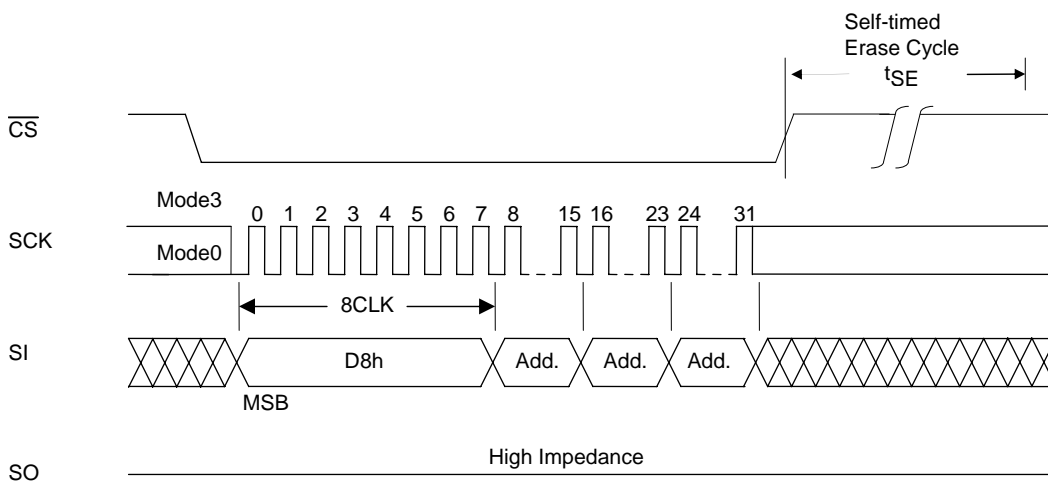 Self-timed
Erase Cycle
tSE
CS
Mode3
0 1 2 3 4 5 6 7 8 15 16 23 24 31
SCK
Mode0
8CLK
SI
D8h Add. Add. Add.
MSB
High Impedance
SO